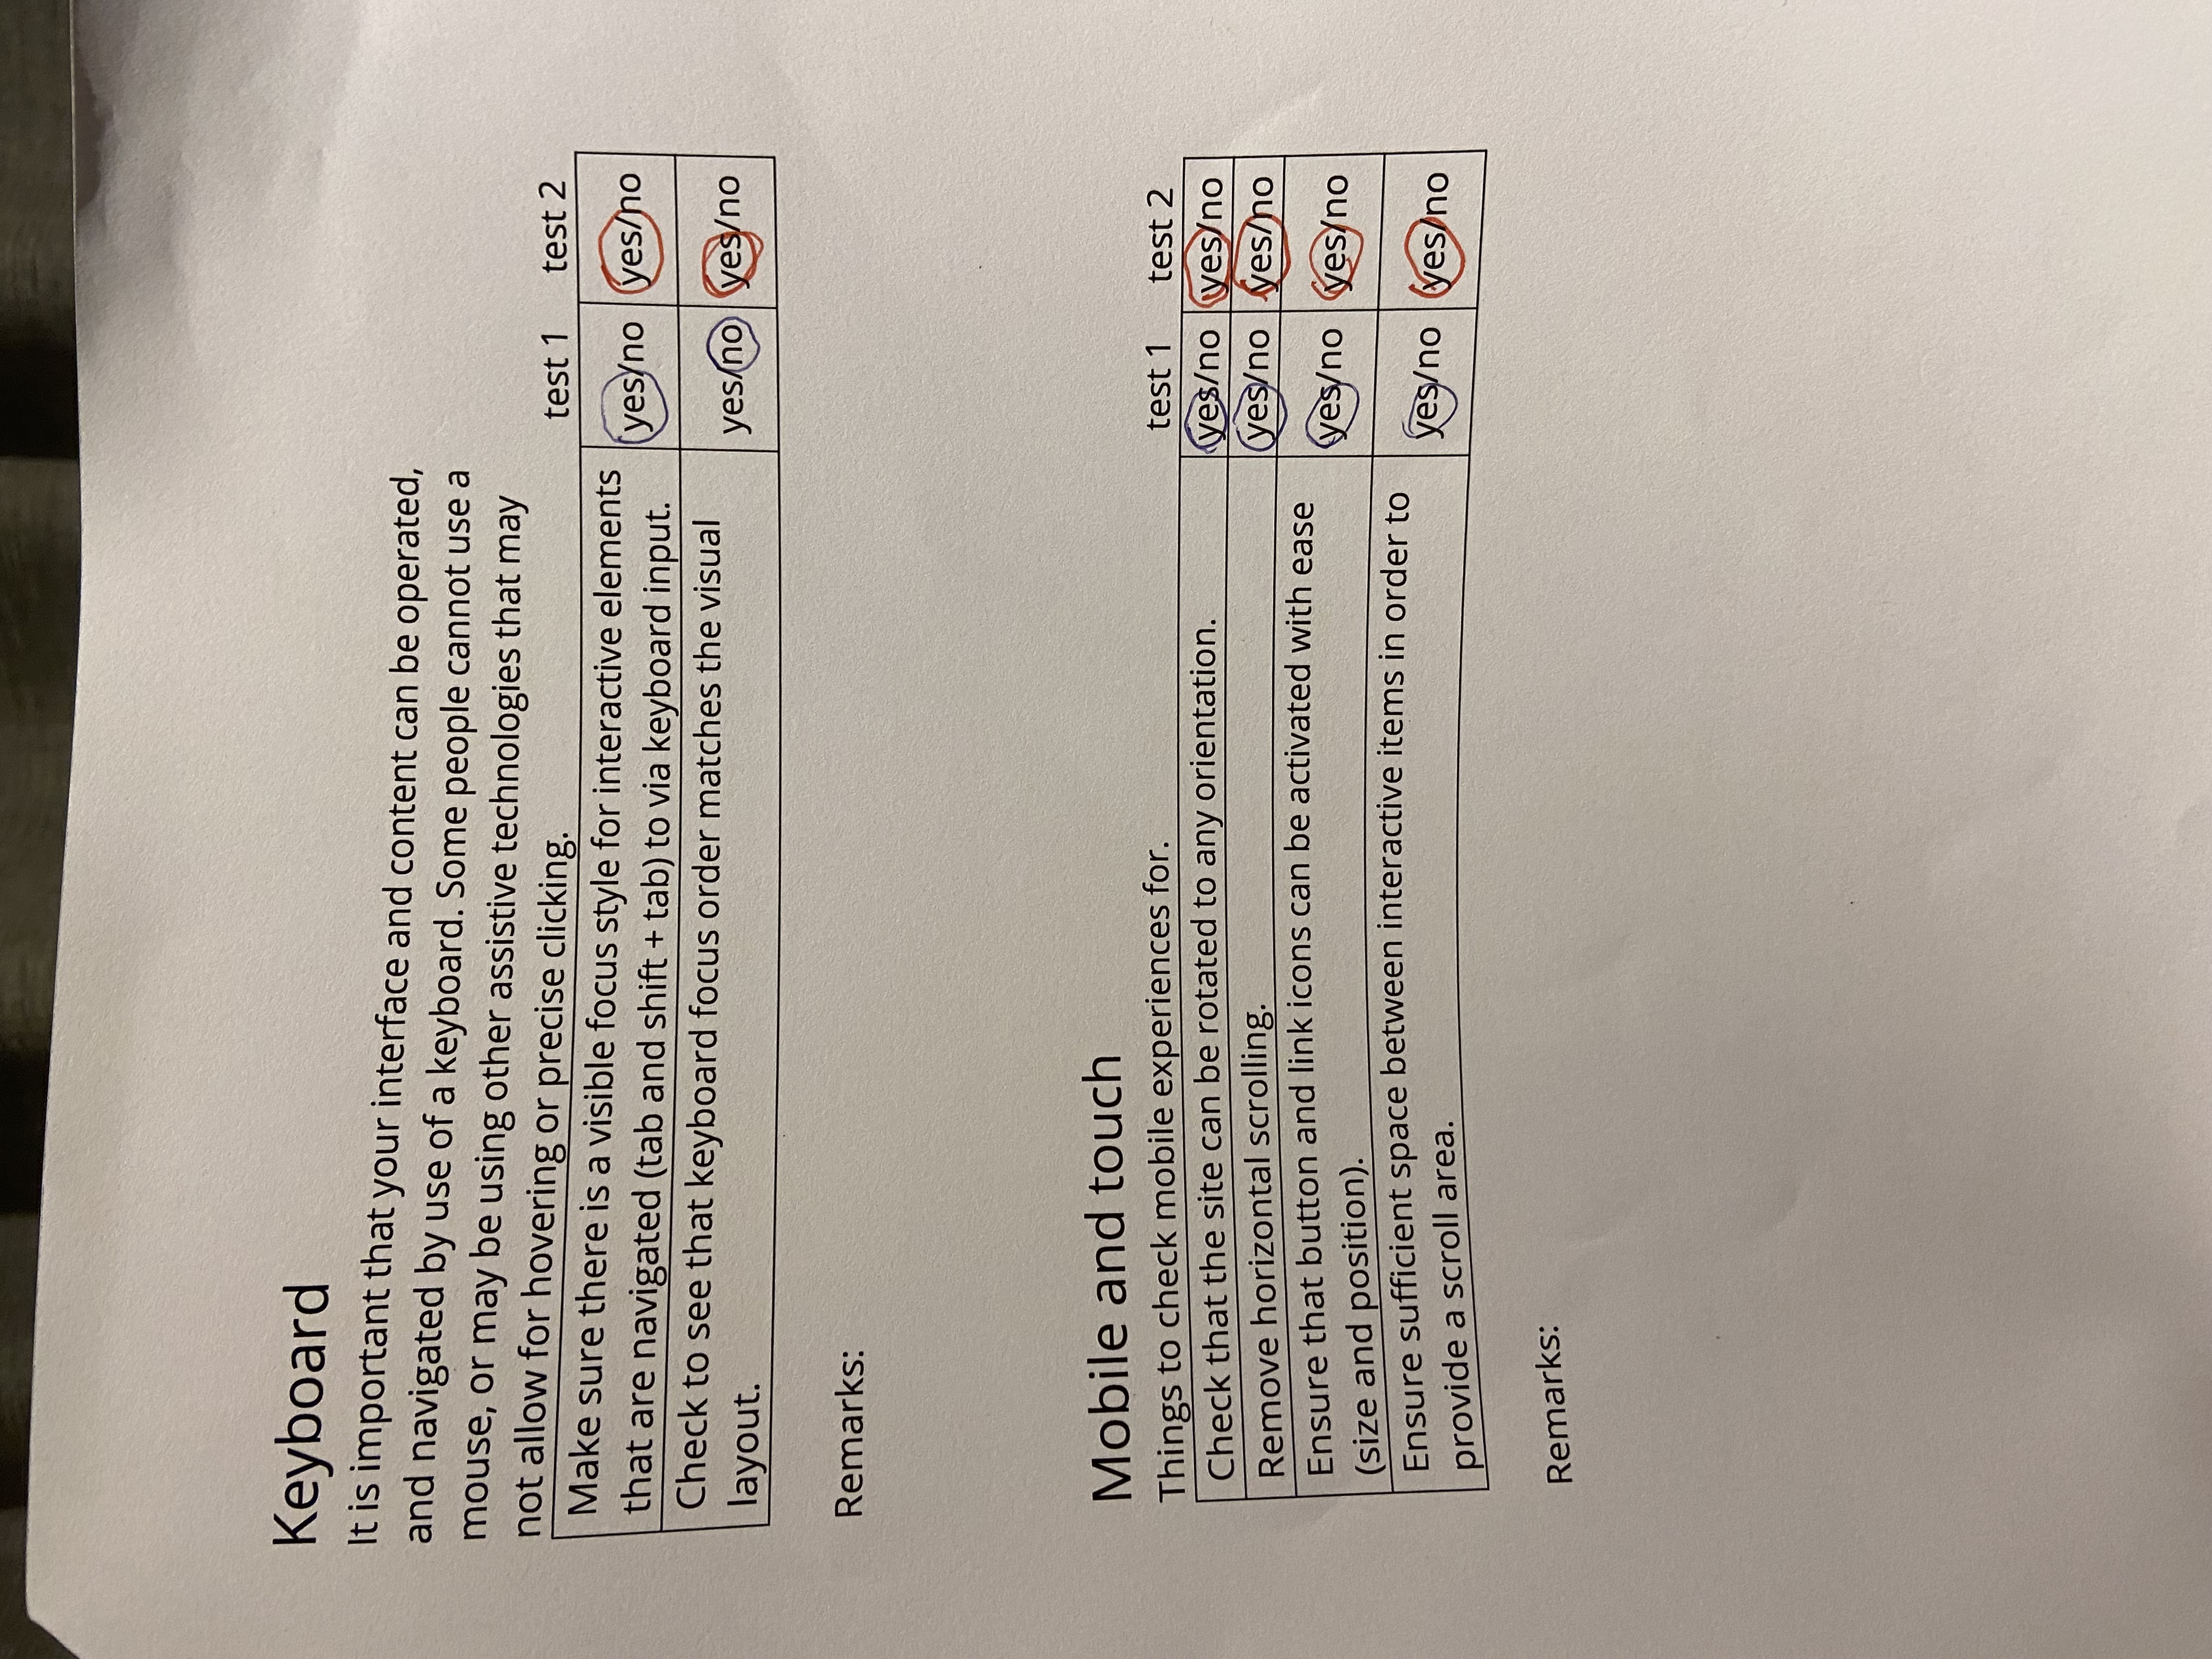 Keyboard
It is important that your interface and content can be operated,
and navigated by use of a keyboard. Some people cannot use a
mouse, or may be using other assistive technologies that may
not allow for hovering or precise clicking.
test 1 test 2
Make sure there is a visible focus style for interactive elements
that are navigated (tab and shift + tab) to via keyboard input.
yes/no yes/no
Check to see that keyboard focus order matches the visual
layout.
yes/no yes/no
Remarks:
Mobile and touch
Things to check mobile experiences for.
test 1 test 2
Check that the site can be rotated to any orientation. yes/no yes/no
Remove horizontal scrolling. yes/no yes/no
Ensure that button and link icons can be activated with ease
(size and position).
yes/no yes/no
Ensure sufficient space between interactive items in order to
provide a scroll area.
yes/no yes/no
Remarks: